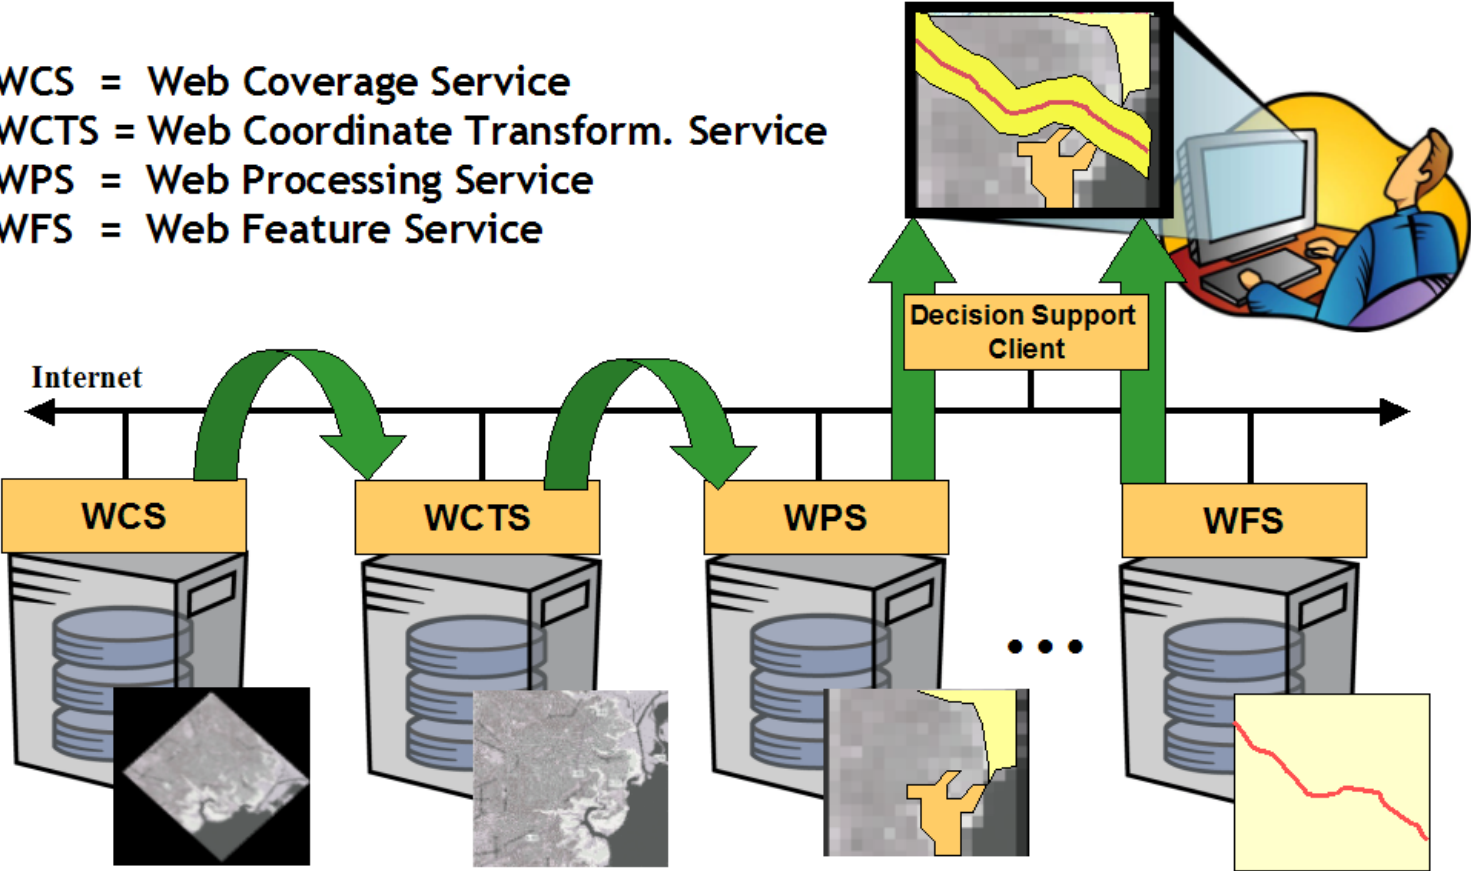 WCS = Web Coverage Service
WCTS = Web Coordinate Transform. Service
WPS = Web Processing Service
WFS = Web Feature Service
Decision Support
Client
Internet
WCS
WCTS
WPS
WFS
...